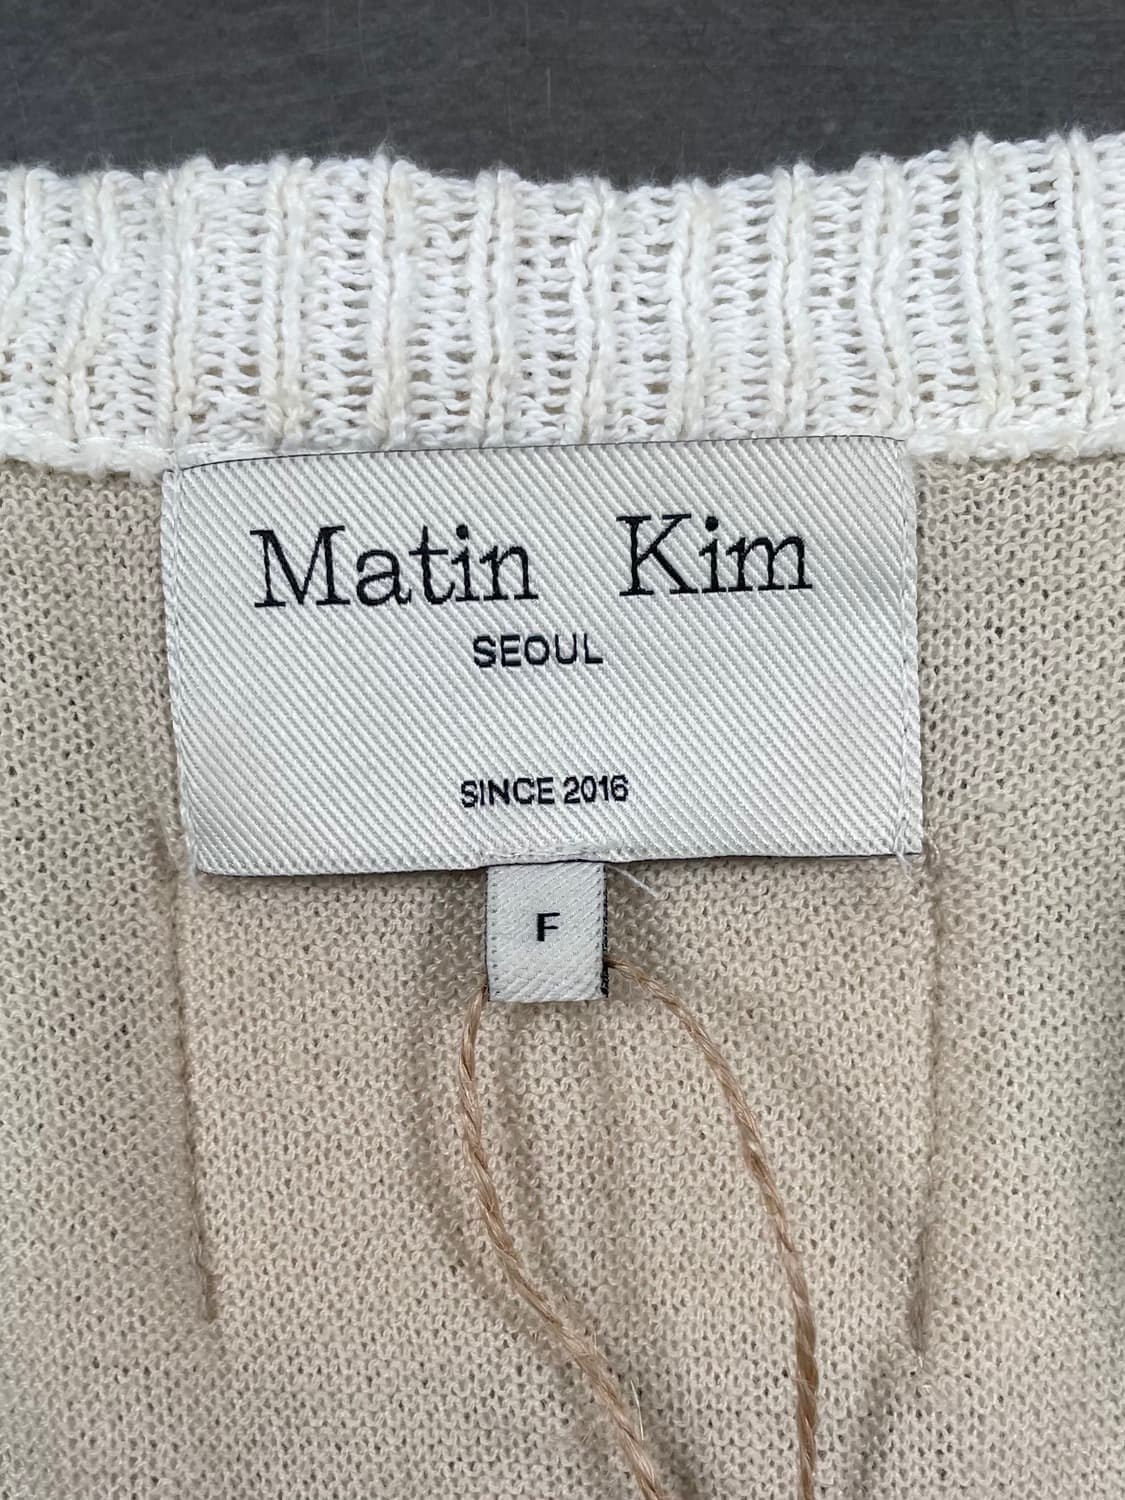 Matin Kim
SEOUL
SINCE 2016
F